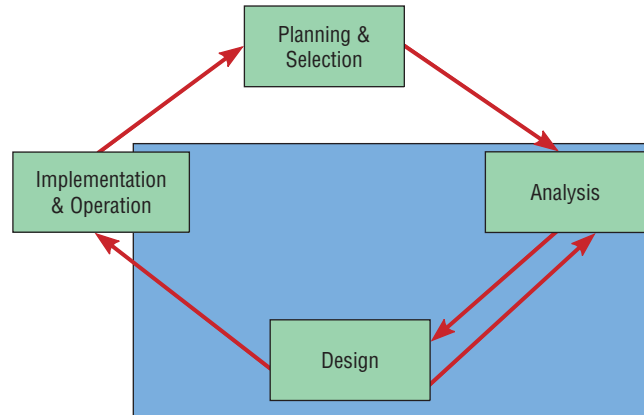 Planning &
Selection
Implementation
& Operation
Analysis
Design